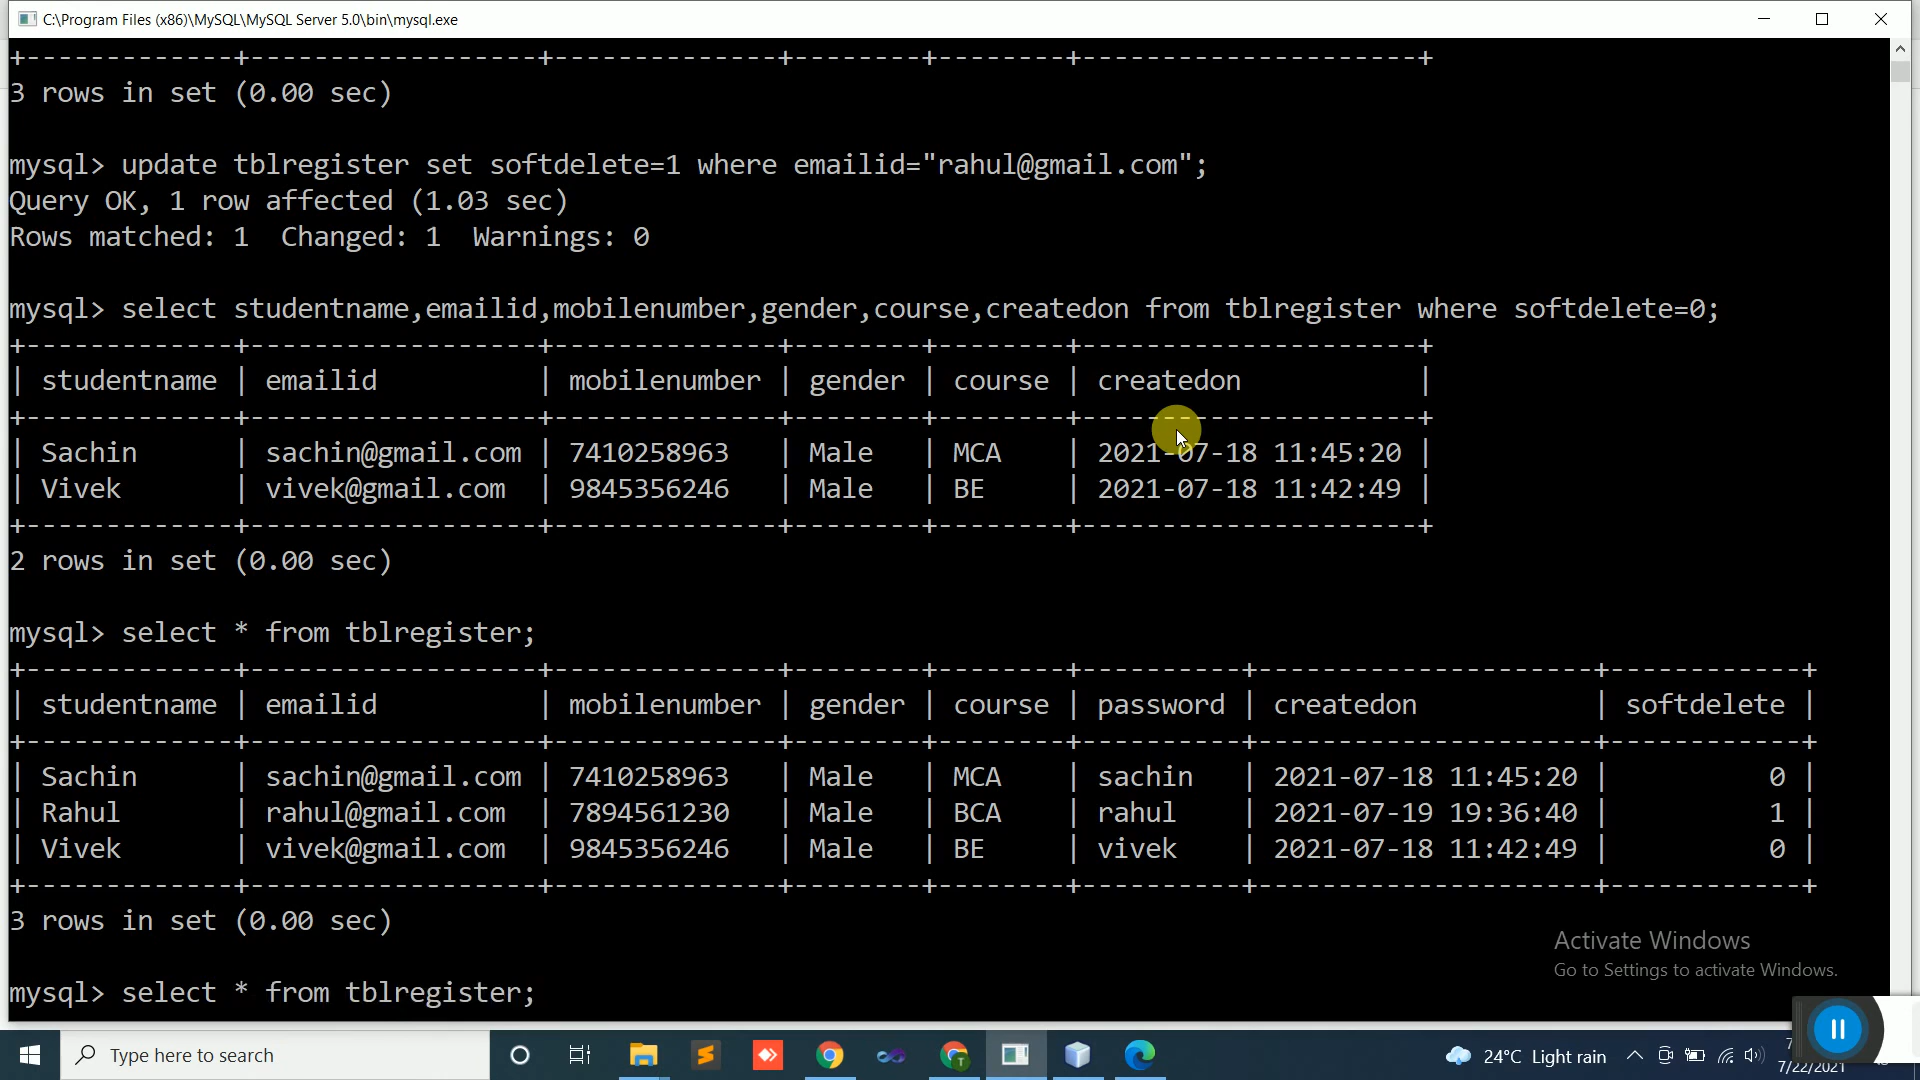 C:\Program Files (x86)\MySQL\MySQL Server 5.0\bin\mysql.exe
+-------------+------------------+--------------+--------+--------+---------------------+
3 rows in set (0.00 sec)
mysql> update tblregister set softdelete=1 where emailid="rahul@gmail.com";
Query OK, 1 row affected (1.03 sec)
Rows matched: 1  Changed: 1  Warnings: 0
mysql> select studentname,emailid,mobilenumber,gender,course,createdon from tblregister where softdelete=0;
+-------------+------------------+--------------+--------+--------+---------------------+
| studentname | emailid          | mobilenumber | gender | course | createdon           |
+-------------+------------------+--------------+--------+--------+---------------------+
| Sachin      | sachin@gmail.com | 7410258963   | Male   | MCA    | 2021-07-18 11:45:20 |
| Vivek       | vivek@gmail.com  | 9845356246   | Male   | BE     | 2021-07-18 11:42:49 |
+-------------+------------------+--------------+--------+--------+---------------------+
2 rows in set (0.00 sec)
mysql> select * from tblregister;
+-------------+------------------+--------------+--------+--------+----------+---------------------+------------+
| studentname | emailid          | mobilenumber | gender | course | password | createdon           | softdelete |
+-------------+------------------+--------------+--------+--------+----------+---------------------+------------+
| Sachin      | sachin@gmail.com | 7410258963   | Male   | MCA    | sachin   | 2021-07-18 11:45:20 |          0 |
| Rahul       | rahul@gmail.com  | 7894561230   | Male   | BCA    | rahul    | 2021-07-19 19:36:40 |          1 |
| Vivek       | vivek@gmail.com  | 9845356246   | Male   | BE     | vivek    | 2021-07-18 11:42:49 |          0 |
+-------------+------------------+--------------+--------+--------+----------+---------------------+------------+
3 rows in set (0.00 sec)
mysql> select * from tblregister;
Activate Windows
Go to Settings to activate Windows.
Type here to search
24°C Light rain
7/22/2021